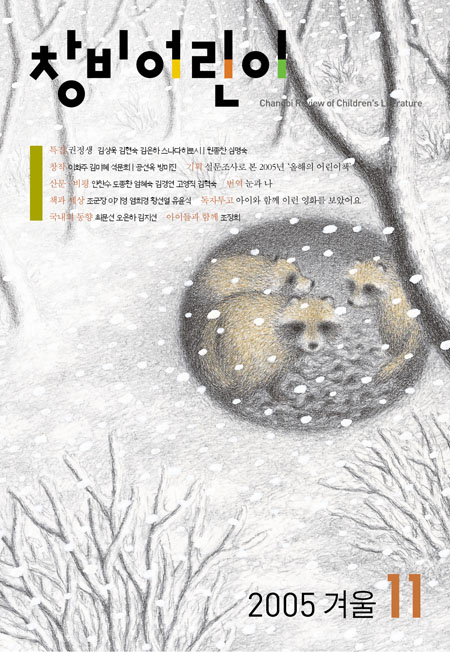 창비어린이
Changbi Review of Children's Literature
특집 권정생 김상욱 김현숙 김은하 스나다히로시 | 원종찬 심명숙
창작 이화주 김미혜 석문희 | 공선옥 방미진 기획 설문조사로 본 2005년 '올해의 어린이책'
산문 비평 안찬수 도종환 엄혜숙 김경연 고영직 김혁숙 번역 눈과 나
책과 세상 조군장 이기영 염희경 황선열 유윤식 독자투고 아이와 함께 이런 영화를 보았어요
국내외 동향 최문선 오은하 김지선 아이들과 함께 조장희
2005 겨울 11